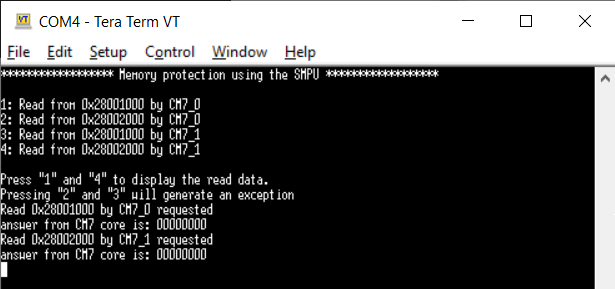 COM4 - Tera Term VT
File Edit Setup Control Window Help
****************** Memory protection using the SMPU ******************
1: Read from 0x28001000 by CM7_0
2: Read from 0x28002000 by CM7_0
3: Read from 0x28001000 by CM7_1
4: Read from 0x28002000 by CM7_1
Press "1" and "4" to display the read data.
Pressing "2" and "3" will generate an exception
Read 0x28001000 by CM7_0 requested
answer from CM7 core is: 00000000
Read 0x28002000 by CM7_1 requested
answer from CM7 core is: 00000000